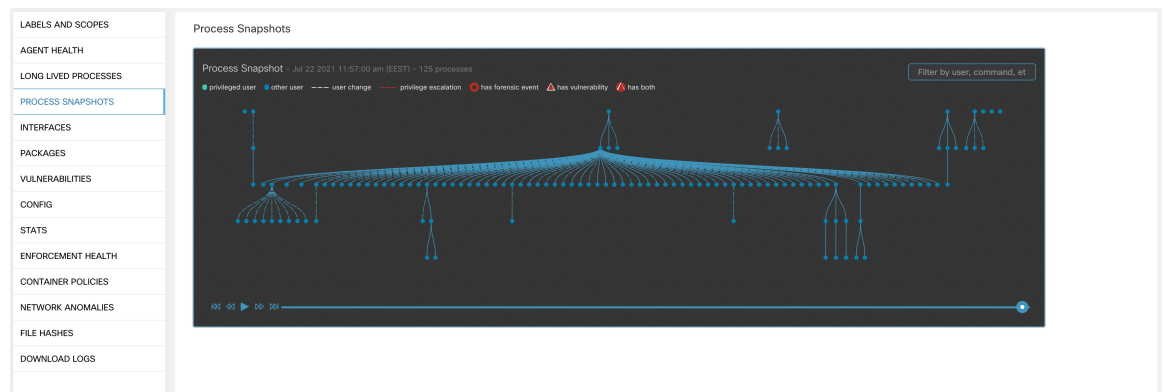 LABELS AND SCOPES
AGENT HEALTH
LONG LIVED PROCESSES
PROCESS SNAPSHOTS
INTERFACES
PACKAGES
VULNERABILITIES
CONFIG
STATS
ENFORCEMENT HEALTH
CONTAINER POLICIES
NETWORK ANOMALIES
FILE HASHES
DOWNLOAD LOGS
Process Snapshots
Process Snapshot - Jul 22 2021 11:57:00 am (EEST) - 125 processes
Filter by user, command, et
privileged user other user user change privilege escalation has forensic event has vulnerability has both